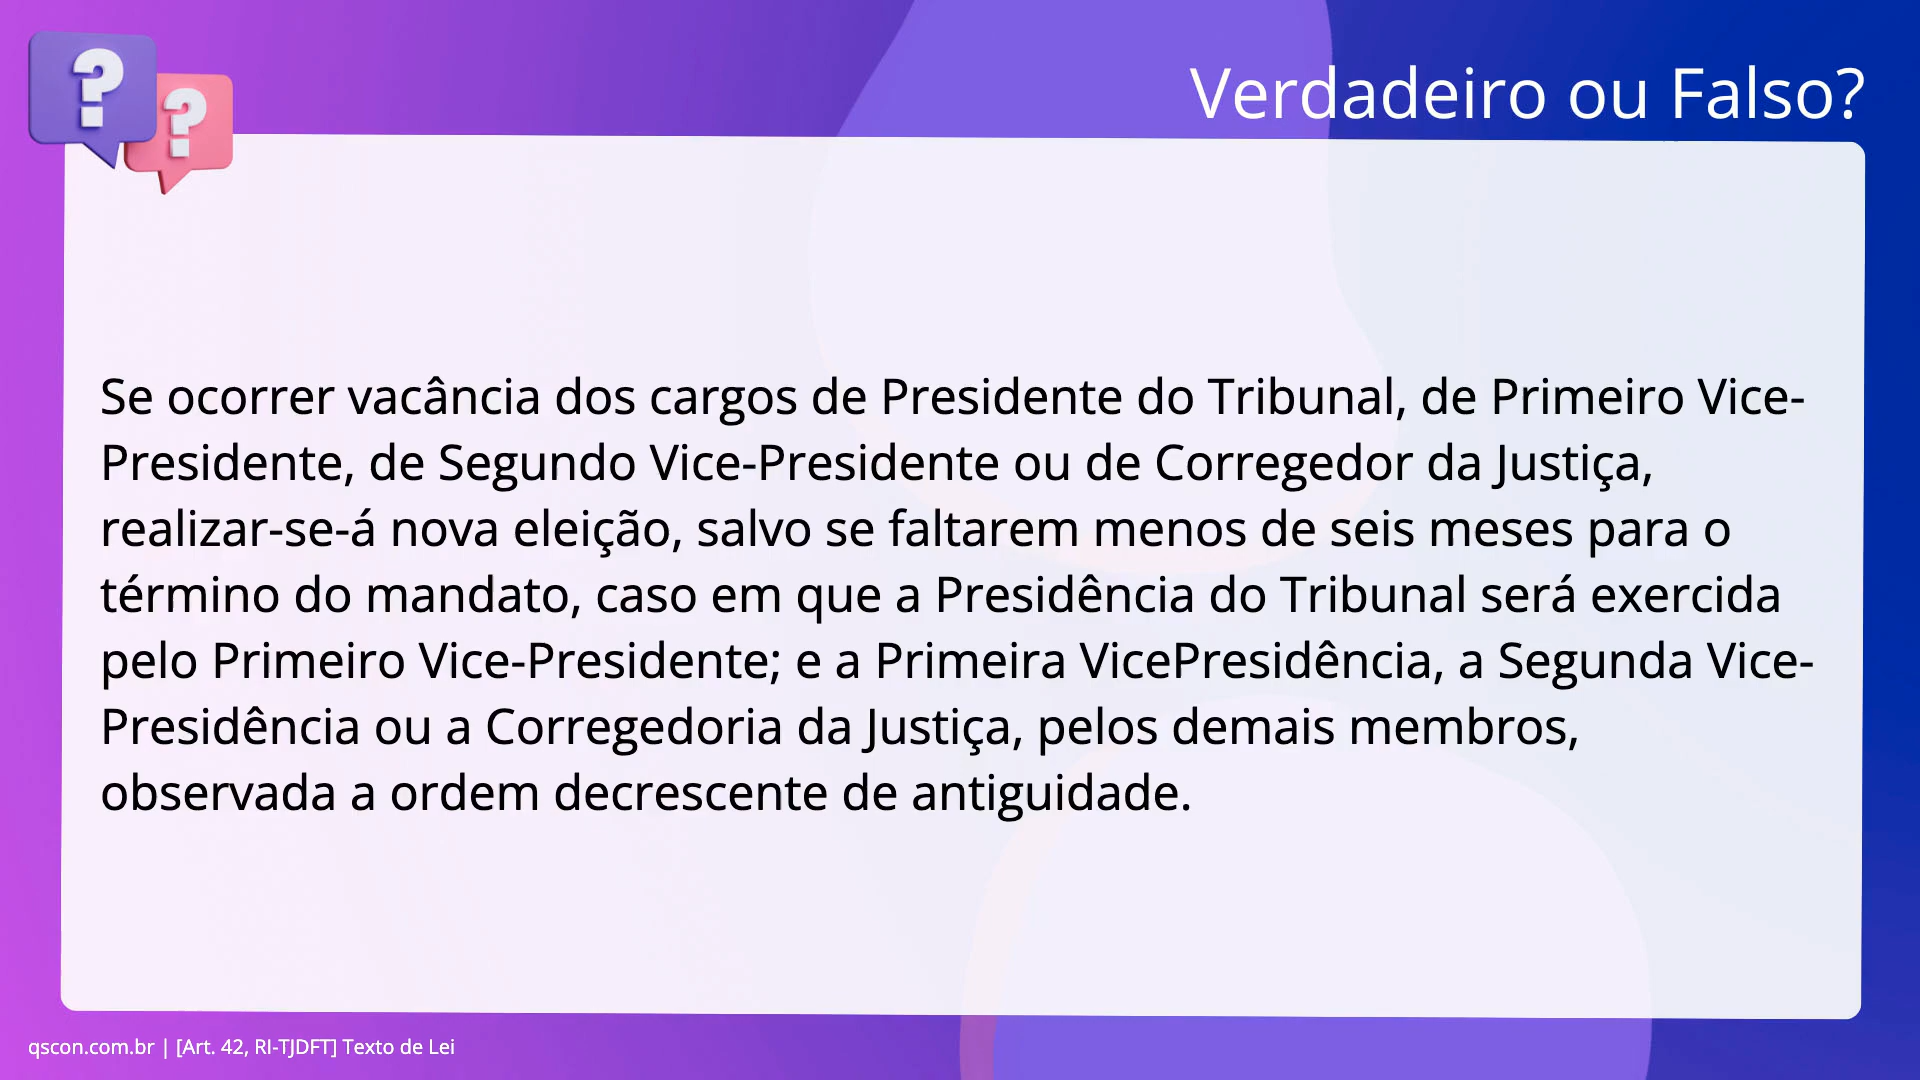 ? ?
Verdadeiro ou Falso?
Se ocorrer vacância dos cargos de Presidente do Tribunal, de Primeiro Vice-
Presidente, de Segundo Vice-Presidente ou de Corregedor da Justiça,
realizar-se-á nova eleição, salvo se faltarem menos de seis meses para o
término do mandato, caso em que a Presidência do Tribunal será exercida
pelo Primeiro Vice-Presidente; e a Primeira VicePresidência, a Segunda Vice-
Presidência ou a Corregedoria da Justiça, pelos demais membros,
observada a ordem decrescente de antiguidade.
qscon.com.br | [Art. 42, RI-TJDFT] Texto de Lei